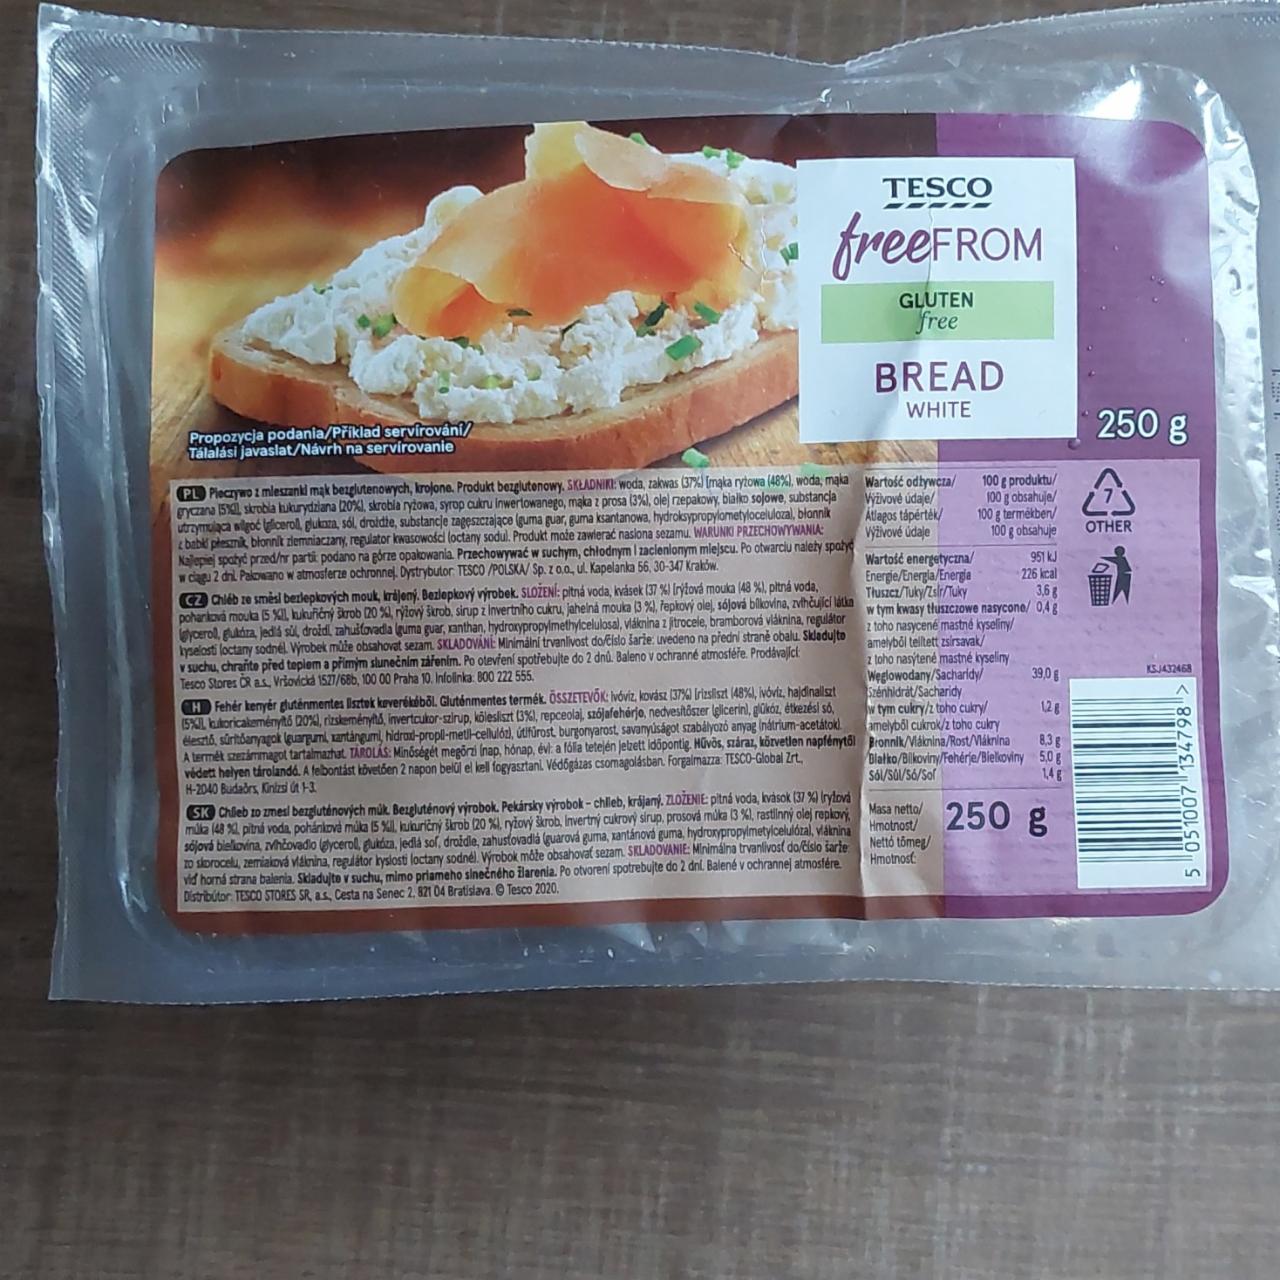 TESCO
freeFROM
GLUTEN
free
BREAD
WHITE
250 g
Propozycja podania/Příklad servírování/
Tálalási javaslat/Návrh na servírovanie
PL Pieczywo z mieszanki mąk bezglutenowych, krojone. Produkt bezglutenowy. SKŁADNIKI: woda, zakwas (37%) [mąka ryżowa (48%), woda, mąka
gryczana (5%)], skrobia kukurydziana (20%), skrobia ryżowa, syrop cukru inwertowanego, mąka z prosa (3%), olej rzepakowy, białko sojowe, substancja
utrzymująca wilgoć (glicerol), glukoza, sól, drożdże, substancje zagęszczające (guma guar, guma ksantanowa, hydroksypropylometyloceluloza), błonnik
z babki płesznik, błonnik ziemniaczany, regulator kwasowości (octany sodu). Produkt może zawierać nasiona sezamu. WARUNKI PRZECHOWYWANIA:
Najlepiej spożyć przed/nr partii: podano na górze opakowania. Przechowywać w suchym, chłodnym i zacienionym miejscu. Po otwarciu należy spożyć
w ciągu 2 dni. Pakowano w atmosferze ochronnej. Dystrybutor: TESCO /POLSKA/ Sp. z o.o., ul. Kapelanka 56, 30-347 Kraków.
CZ Chléb ze směsi bezlepkových mouk, krájený. Bezlepkový výrobek. SLOŽENÍ: pitná voda, kvásek (37 %) [rýžová mouka (48 %), pitná voda,
pohanková mouka (5 %)], kukuřičný škrob (20 %), rýžový škrob, sirup z invertního cukru, jahelná mouka (3 %), řepkový olej, sójová bílkovina, zvlhčující látka
(glycerol), glukóza, jedlá sůl, droždí, zahušťovadla (guma guar, xanthan, hydroxypropylmethylcelulosa), vláknina z jitrocele, bramborová vláknina, regulátor
kyselosti (octany sodné). Výrobek může obsahovat sezam. SKLADOVÁNÍ: Minimální trvanlivost do/číslo šarže: uvedeno na přední straně obalu. Skladujte
v suchu, chraňte před teplem a přímým slunečním zářením. Po otevření spotřebujte do 2 dnů. Baleno v ochranné atmosféře. Prodávající:
Tesco Stores ČR a.s., Vršovická 1527/68b, 100 00 Praha 10. Infolinka: 800 222 555.
H Fehér kenyér gluténmentes lisztek keverékéből. Gluténmentes termék. ÖSSZETEVŐK: ivóvíz, kovász (37%) [rizsliszt (48%), ivóvíz, hajdinaliszt
(5%)], kukoricakeményítő (20%), rizskeményítő, invertcukor-szirup, kölesliszt (3%), repceolaj, szójafehérje, nedvesítőszer (glicerin), glükóz, étkezési só,
élesztő, sűrítőanyagok (guargumi, xantángumi, hidroxi-propil-metil-cellulóz), útifűrost, burgonyarost, savanyúságot szabályozó anyag (nátrium-acetátok).
A termék szezámmagot tartalmazhat. TÁROLÁS: Minőségét megőrzi (nap, hónap, év): a fólia tetején jelzett időpontig. Hűvös, száraz, közvetlen napfénytől
védett helyen tárolandó. A felbontást követően 2 napon belül el kell fogyasztani. Védőgázas csomagolásban. Forgalmazza: TESCO-Global Zrt.,
H-2040 Budaörs, Kinizsi út 1-3.
SK Chlieb zo zmesi bezgluténových múk. Bezgluténový výrobok. Pekársky výrobok - chlieb, krájaný. ZLOŽENIE: pitná voda, kvások (37 %) [ryžová
múka (48 %), pitná voda, pohánková múka (5 %)], kukuričný škrob (20 %), ryžový škrob, invertný cukrový sirup, prosová múka (3 %), rastlinný olej repkový,
sójová bielkovina, zvlhčovadlo (glycerol), glukóza, jedlá soľ, droždie, zahusťovadlá (guarová guma, xantánová guma, hydroxypropylmetylcelulóza), vláknina
zo skorocelu, zemiaková vláknina, regulátor kyslosti (octany sodné). Výrobok môže obsahovať sezam. SKLADOVANIE: Minimálna trvanlivosť do/číslo šarže:
viď horná strana balenia. Skladujte v suchu, mimo priameho slnečného žiarenia. Po otvorení spotrebujte do 2 dní. Balené v ochrannej atmosfére.
Distribútor: TESCO STORES SR, a.s., Cesta na Senec 2, 821 04 Bratislava. © Tesco 2020.
Wartość odżywcza/ 100 g produktu/
Výživové údaje/ 100 g obsahuje/
Átlagos tápérték/ 100 g termékben/
Výživové údaje 100 g obsahuje
Wartość energetyczna/ 951 kJ
Energie/Energia/Energia 226 kcal
Tłuszcz/Tuky/Zsír/Tuky 3,6 g
w tym kwasy tłuszczowe nasycone/ 0,4 g
z toho nasycené mastné kyseliny/
amelyből telített zsírsavak/
z toho nasýtené mastné kyseliny
Węglowodany/Sacharidy/ 39,0 g
Szénhidrát/Sacharidy
w tym cukry/z toho cukry/ 1,2 g
amelyből cukrok/z toho cukry
Błonnik/Vláknina/Rost/Vláknina 8,3 g
Białko/Bílkoviny/Fehérje/Bielkoviny 5,0 g
Sól/Sůl/Só/Soľ 1,4 g
Masa netto/
Hmotnost/
Nettó tömeg/
Hmotnosť:
250 g
7
OTHER
KSJ432468
5 051007 134798 >